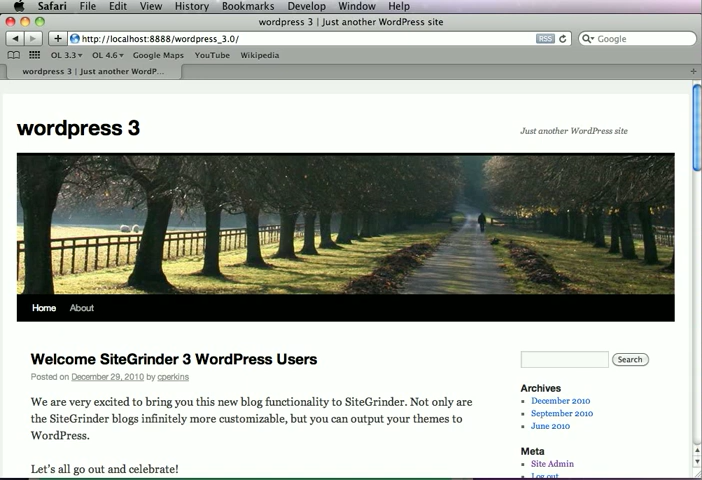 Safari File Edit View History Bookmarks Develop Window Help
wordpress 3 | Just another WordPress site
http://localhost:8888/wordpress_3.0/ RSS Google
OL 3.3 OL 4.6 Google Maps YouTube Wikipedia
wordpress 3 | Just another WordP...
wordpress 3
Just another WordPress site
Home About
Welcome SiteGrinder 3 WordPress Users
Posted on December 29, 2010 by cperkins
We are very excited to bring you this new blog functionality to SiteGrinder. Not only are
the SiteGrinder blogs infinitely more customizable, but you can output your themes to
WordPress.
Let's all go out and celebrate!
Search
Archives
December 2010
September 2010
June 2010
Meta
Site Admin
Log out